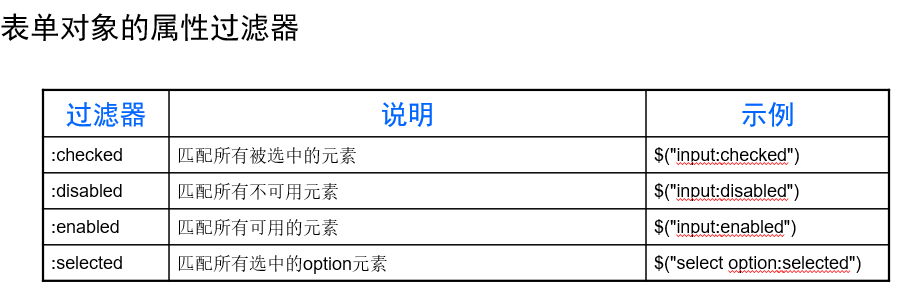 表单对象的属性过滤器
过滤器 说明 示例
:checked 匹配所有被选中的元素 $("input:checked")
:disabled 匹配所有不可用元素 $("input:disabled")
:enabled 匹配所有可用的元素 $("input:enabled")
:selected 匹配所有选中的option元素 $("select option:selected")